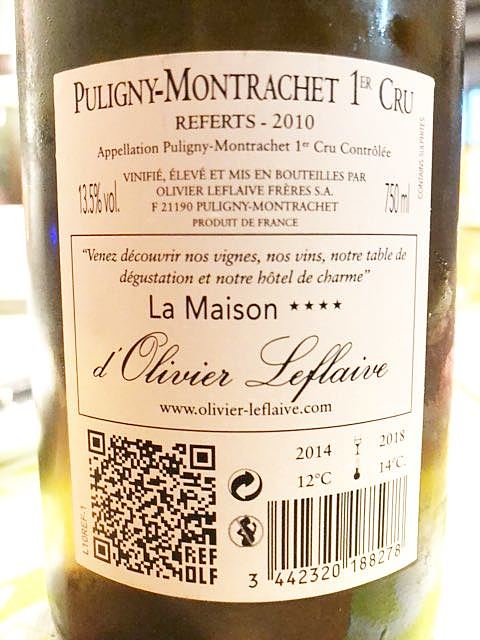 PULIGNY-MONTRACHET 1ER CRU
REFERTS - 2010
Appellation Puligny-Montrachet 1er Cru Contrôlée
VINIFIÉ, ÉLEVÉ ET MIS EN BOUTEILLES PAR
13.5% vol. OLIVIER LEFLAIVE FRÈRES S.A. 750 ml
F 21190 PULIGNY-MONTRACHET
PRODUIT DE FRANCE
CONTAINS SULFITES
"Venez découvrir nos vignes, nos vins, notre table de
dégustation et notre hôtel de charme"
La Maison ****
d'Olivier Leflaive
www.olivier-leflaive.com
2014 2018
12°C 14°C
L10REF-1
REF
OLF
3 442320 188278